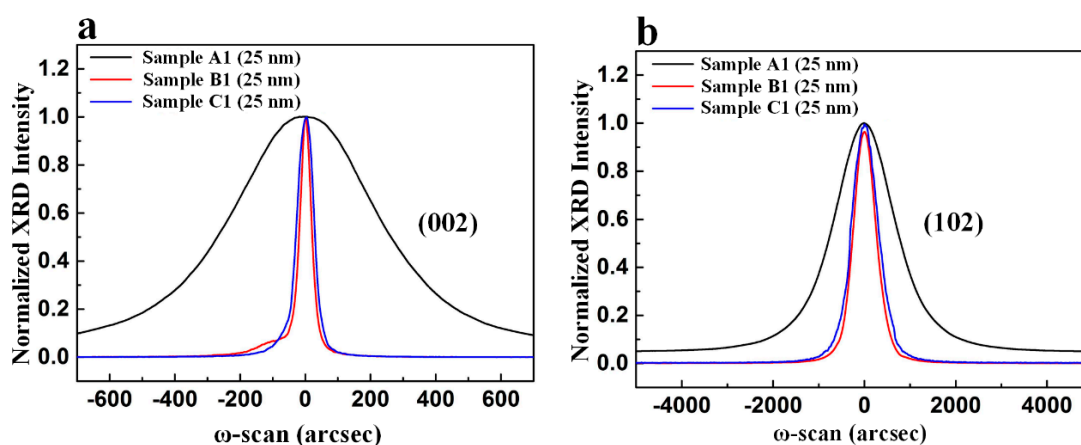 a
Sample A1 (25 nm)
Sample B1 (25 nm)
Sample C1 (25 nm)
(002)
Normalized XRD Intensity
1.2
1.0
0.8
0.6
0.4
0.2
0.0
-600 -400 -200 0 200 400 600
ω-scan (arcsec)
b
Sample A1 (25 nm)
Sample B1 (25 nm)
Sample C1 (25 nm)
(102)
Normalized XRD Intensity
1.2
1.0
0.8
0.6
0.4
0.2
0.0
-4000 -2000 0 2000 4000
ω-scan (arcsec)